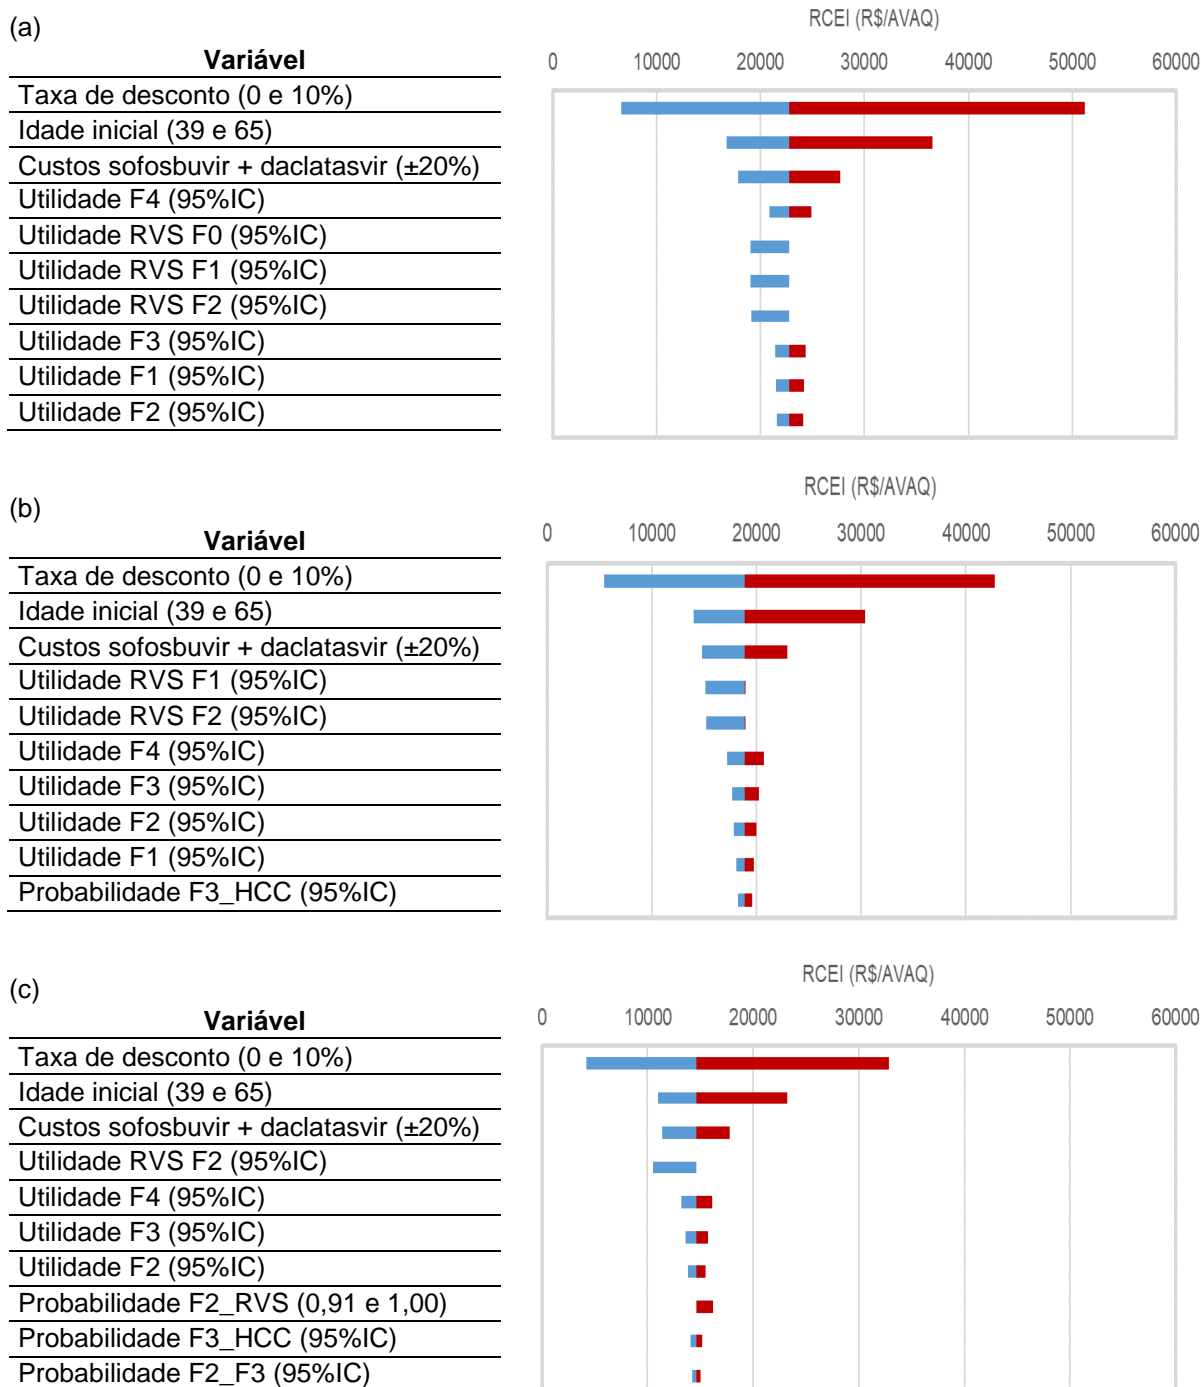 (a)
RCEI (R$/AVAQ)
Variável
0 10000 20000 30000 40000 50000 60000
Taxa de desconto (0 e 10%)
Idade inicial (39 e 65)
Custos sofosbuvir + daclatasvir (±20%)
Utilidade F4 (95%IC)
Utilidade RVS F0 (95%IC)
Utilidade RVS F1 (95%IC)
Utilidade RVS F2 (95%IC)
Utilidade F3 (95%IC)
Utilidade F1 (95%IC)
Utilidade F2 (95%IC)
(b)
RCEI (R$/AVAQ)
Variável
0 10000 20000 30000 40000 50000 60000
Taxa de desconto (0 e 10%)
Idade inicial (39 e 65)
Custos sofosbuvir + daclatasvir (±20%)
Utilidade RVS F1 (95%IC)
Utilidade RVS F2 (95%IC)
Utilidade F4 (95%IC)
Utilidade F3 (95%IC)
Utilidade F2 (95%IC)
Utilidade F1 (95%IC)
Probabilidade F3_HCC (95%IC)
(c)
RCEI (R$/AVAQ)
Variável
0 10000 20000 30000 40000 50000 60000
Taxa de desconto (0 e 10%)
Idade inicial (39 e 65)
Custos sofosbuvir + daclatasvir (±20%)
Utilidade RVS F2 (95%IC)
Utilidade F4 (95%IC)
Utilidade F3 (95%IC)
Utilidade F2 (95%IC)
Probabilidade F2_RVS (0,91 e 1,00)
Probabilidade F3_HCC (95%IC)
Probabilidade F2_F3 (95%IC)